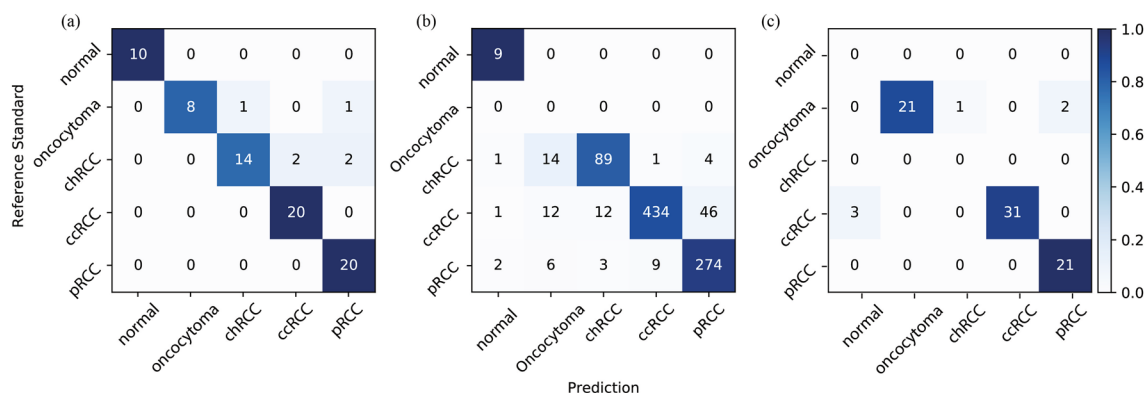 (a)
(b)
(c)
Reference Standard
normal 10 0 0 0 0
oncocytoma 0 8 1 0 1
chRCC 0 0 14 2 2
ccRCC 0 0 0 20 0
pRCC 0 0 0 0 20
normal oncocytoma chRCC ccRCC pRCC
normal 9 0 0 0 0
Oncocytoma 0 0 0 0 0
chRCC 1 14 89 1 4
ccRCC 1 12 12 434 46
pRCC 2 6 3 9 274
normal Oncocytoma chRCC ccRCC pRCC
normal 0 0 0 0 0
oncocytoma 0 21 1 0 2
chRCC 0 0 0 0 0
ccRCC 3 0 0 31 0
pRCC 0 0 0 0 21
normal oncocytoma chRCC ccRCC pRCC
1.0
0.8
0.6
0.4
0.2
0.0
Prediction